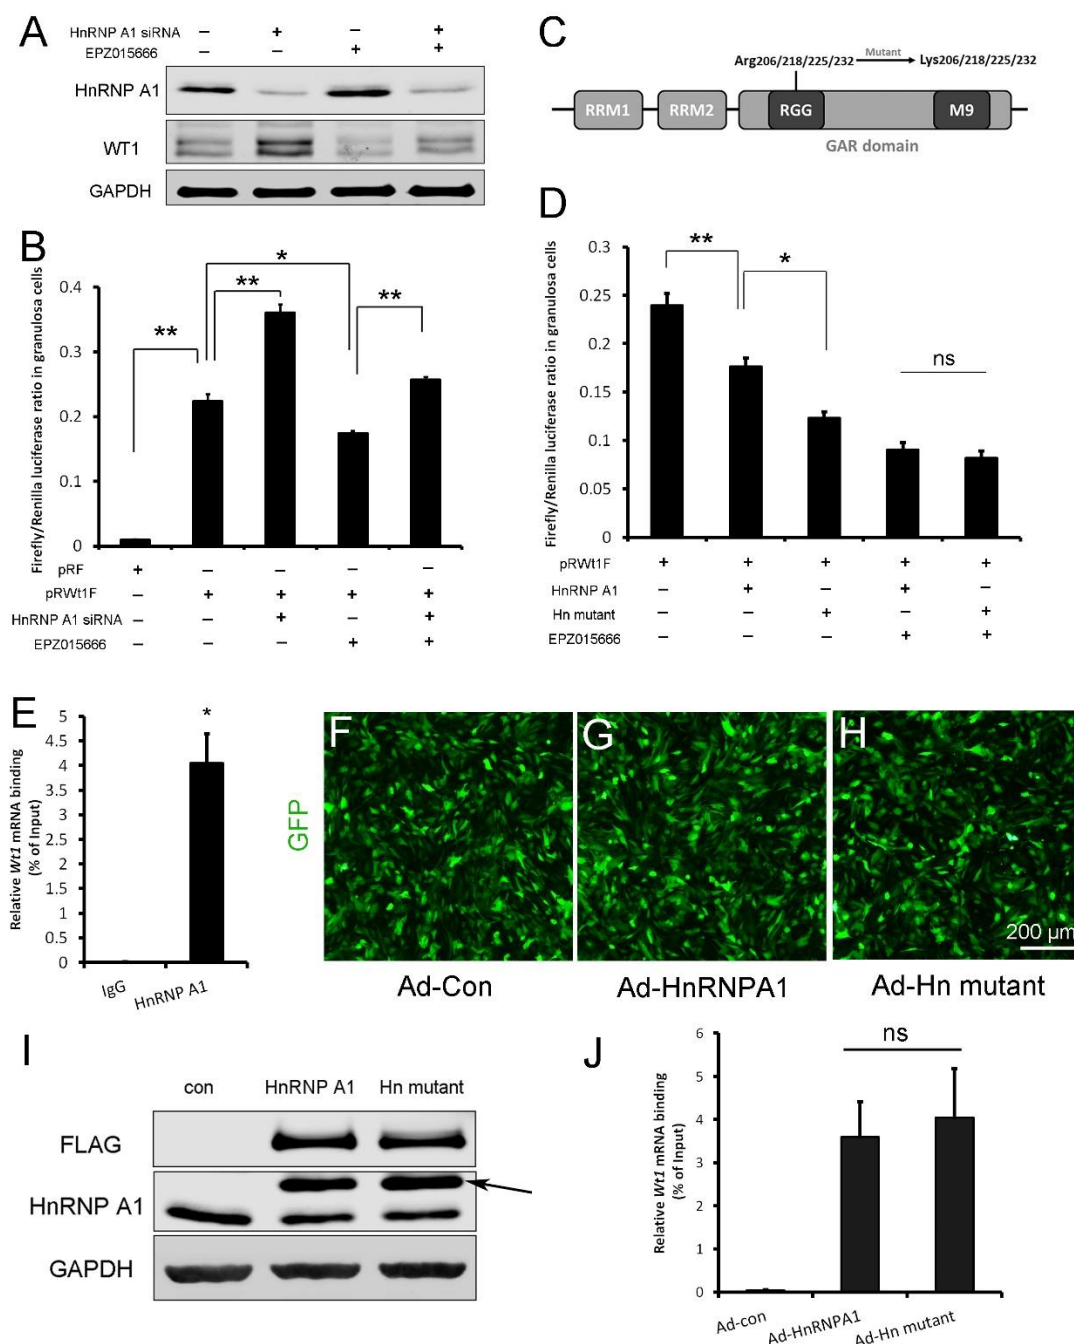 A
HnRNP A1 siRNA – + – +
EPZ015666 – – + +
HnRNP A1
WT1
GAPDH
B
Firefly/Renilla luciferase ratio in granulosa cells
0.4
0.3
0.2
0.1
0
** ** * **
pRF + – – – –
pRWt1F – + + + +
HnRNP A1 siRNA – – + – +
EPZ015666 – – – + +
C
Mutant
Arg206/218/225/232 Lys206/218/225/232
RRM1 RRM2 RGG M9
GAR domain
D
Firefly/Renilla luciferase ratio in granulosa cells
0.3
0.25
0.2
0.15
0.1
0.05
0
** * ns
pRWt1F + + + + +
HnRNP A1 – + – + –
Hn mutant – – + – +
EPZ015666 – – – + +
E
Relative Wt1 mRNA binding
(% of Input)
5
4.5
4
3.5
3
2.5
2
1.5
1
0.5
0
*
IgG HnRNP A1
GFP
F G H
200 μm
Ad-Con Ad-HnRNPA1 Ad-Hn mutant
I
con HnRNP A1 Hn mutant
FLAG
HnRNP A1
GAPDH
J
Relative Wt1 mRNA binding
(% of Input)
6
5
4
3
2
1
0
ns
Ad-con Ad-HnRNPA1 Ad-Hn mutant